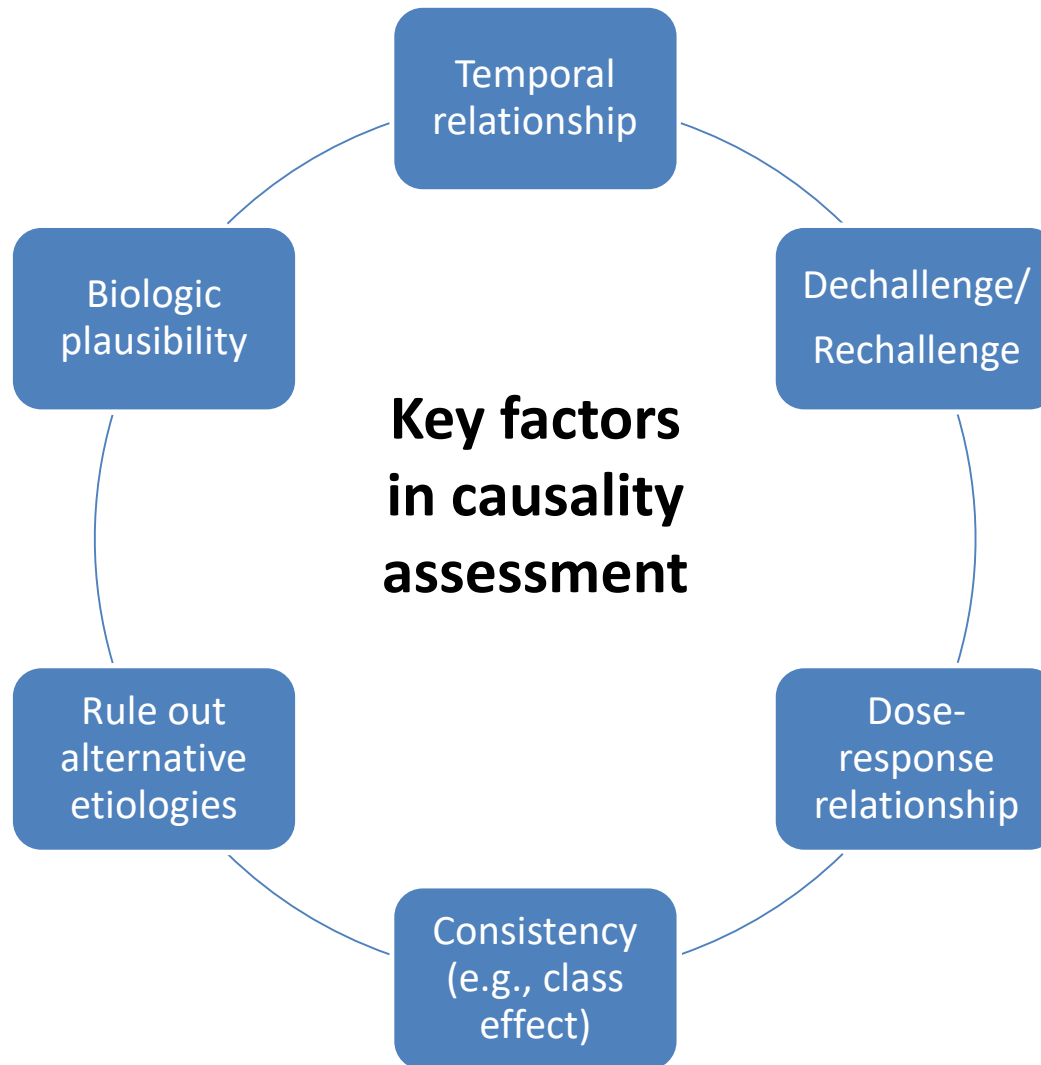 Temporal
relationship
Dechallenge/
Rechallenge
Dose-
response
relationship
Consistency
(e.g., class
effect)
Rule out
alternative
etiologies
Biologic
plausibility
Key factors
in causality
assessment